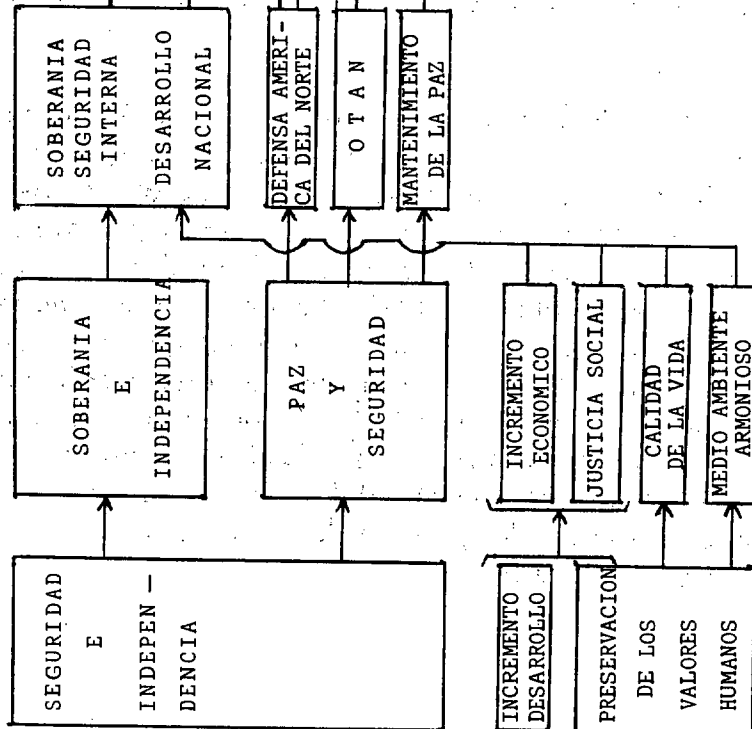 SOBERANIA
SEGURIDAD
INTERNA
DESARROLLO
NACIONAL
DEFENSA AMERI-
CA DEL NORTE
O T A N
MANTENIMIENTO
DE LA PAZ
SOBERANIA
E
INDEPENDENCIA
PAZ
Y
SEGURIDAD
INCREMENTO
ECONOMICO
JUSTICIA SOCIAL
CALIDAD
DE LA VIDA
MEDIO AMBIENTE
ARMONIOSO
SEGURIDAD
E
INDEPEN-
DENCIA
INCREMENTO
DESARROLLO
PRESERVACION
DE LOS
VALORES
HUMANOS